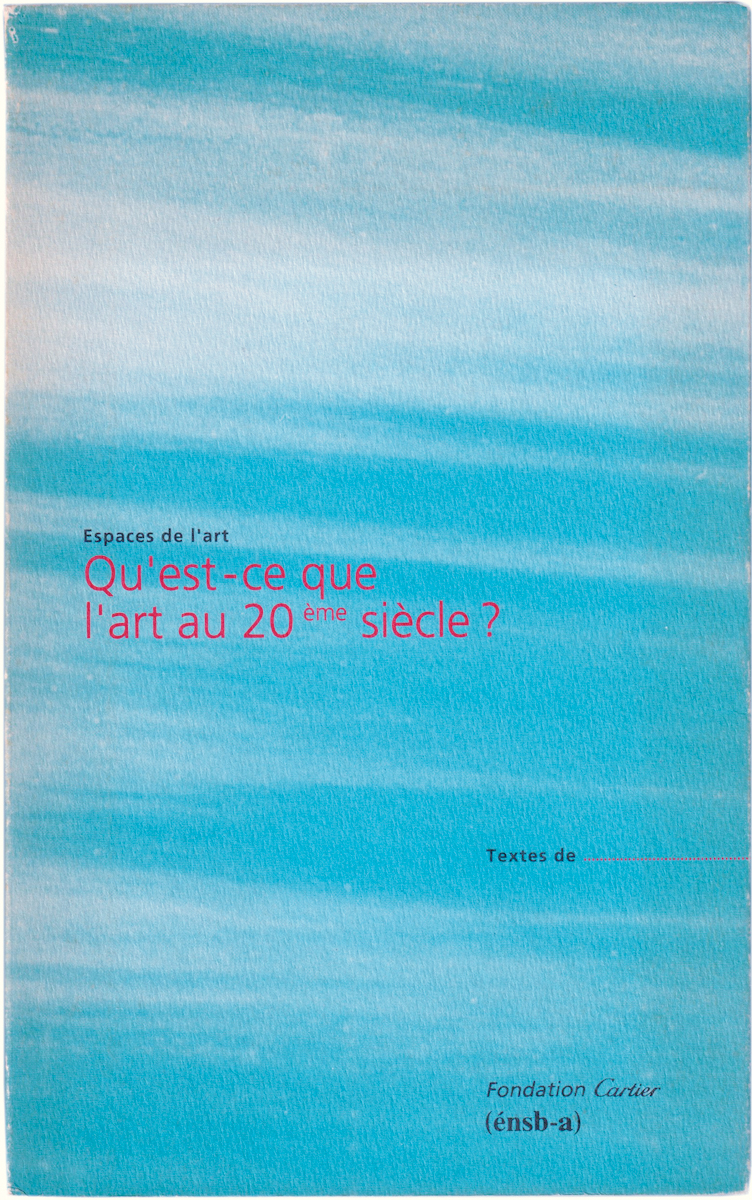 Espaces de l'art
Qu'est-ce que
l'art au 20 ème siècle ?
Textes de
Fondation Cartier
(énsb-a)